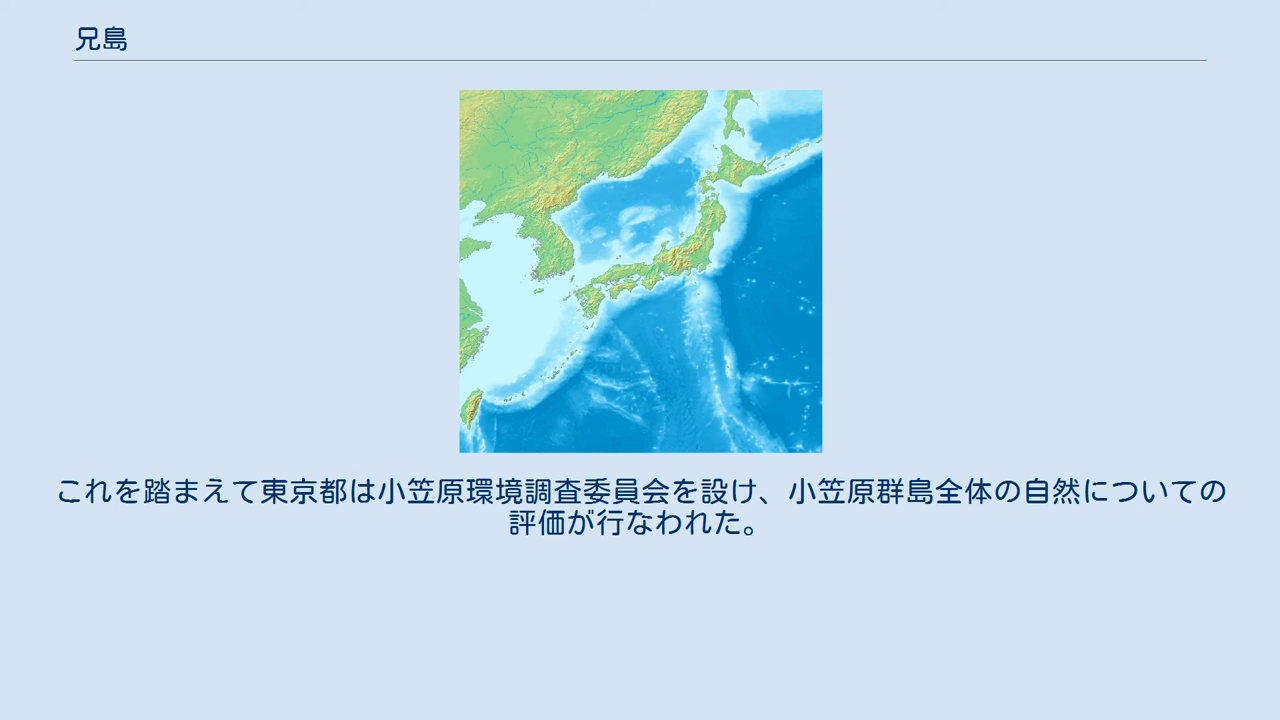 兄島
これを踏まえて東京都は小笠原環境調査委員会を設け、小笠原群島全体の自然についての
評価が行なわれた。